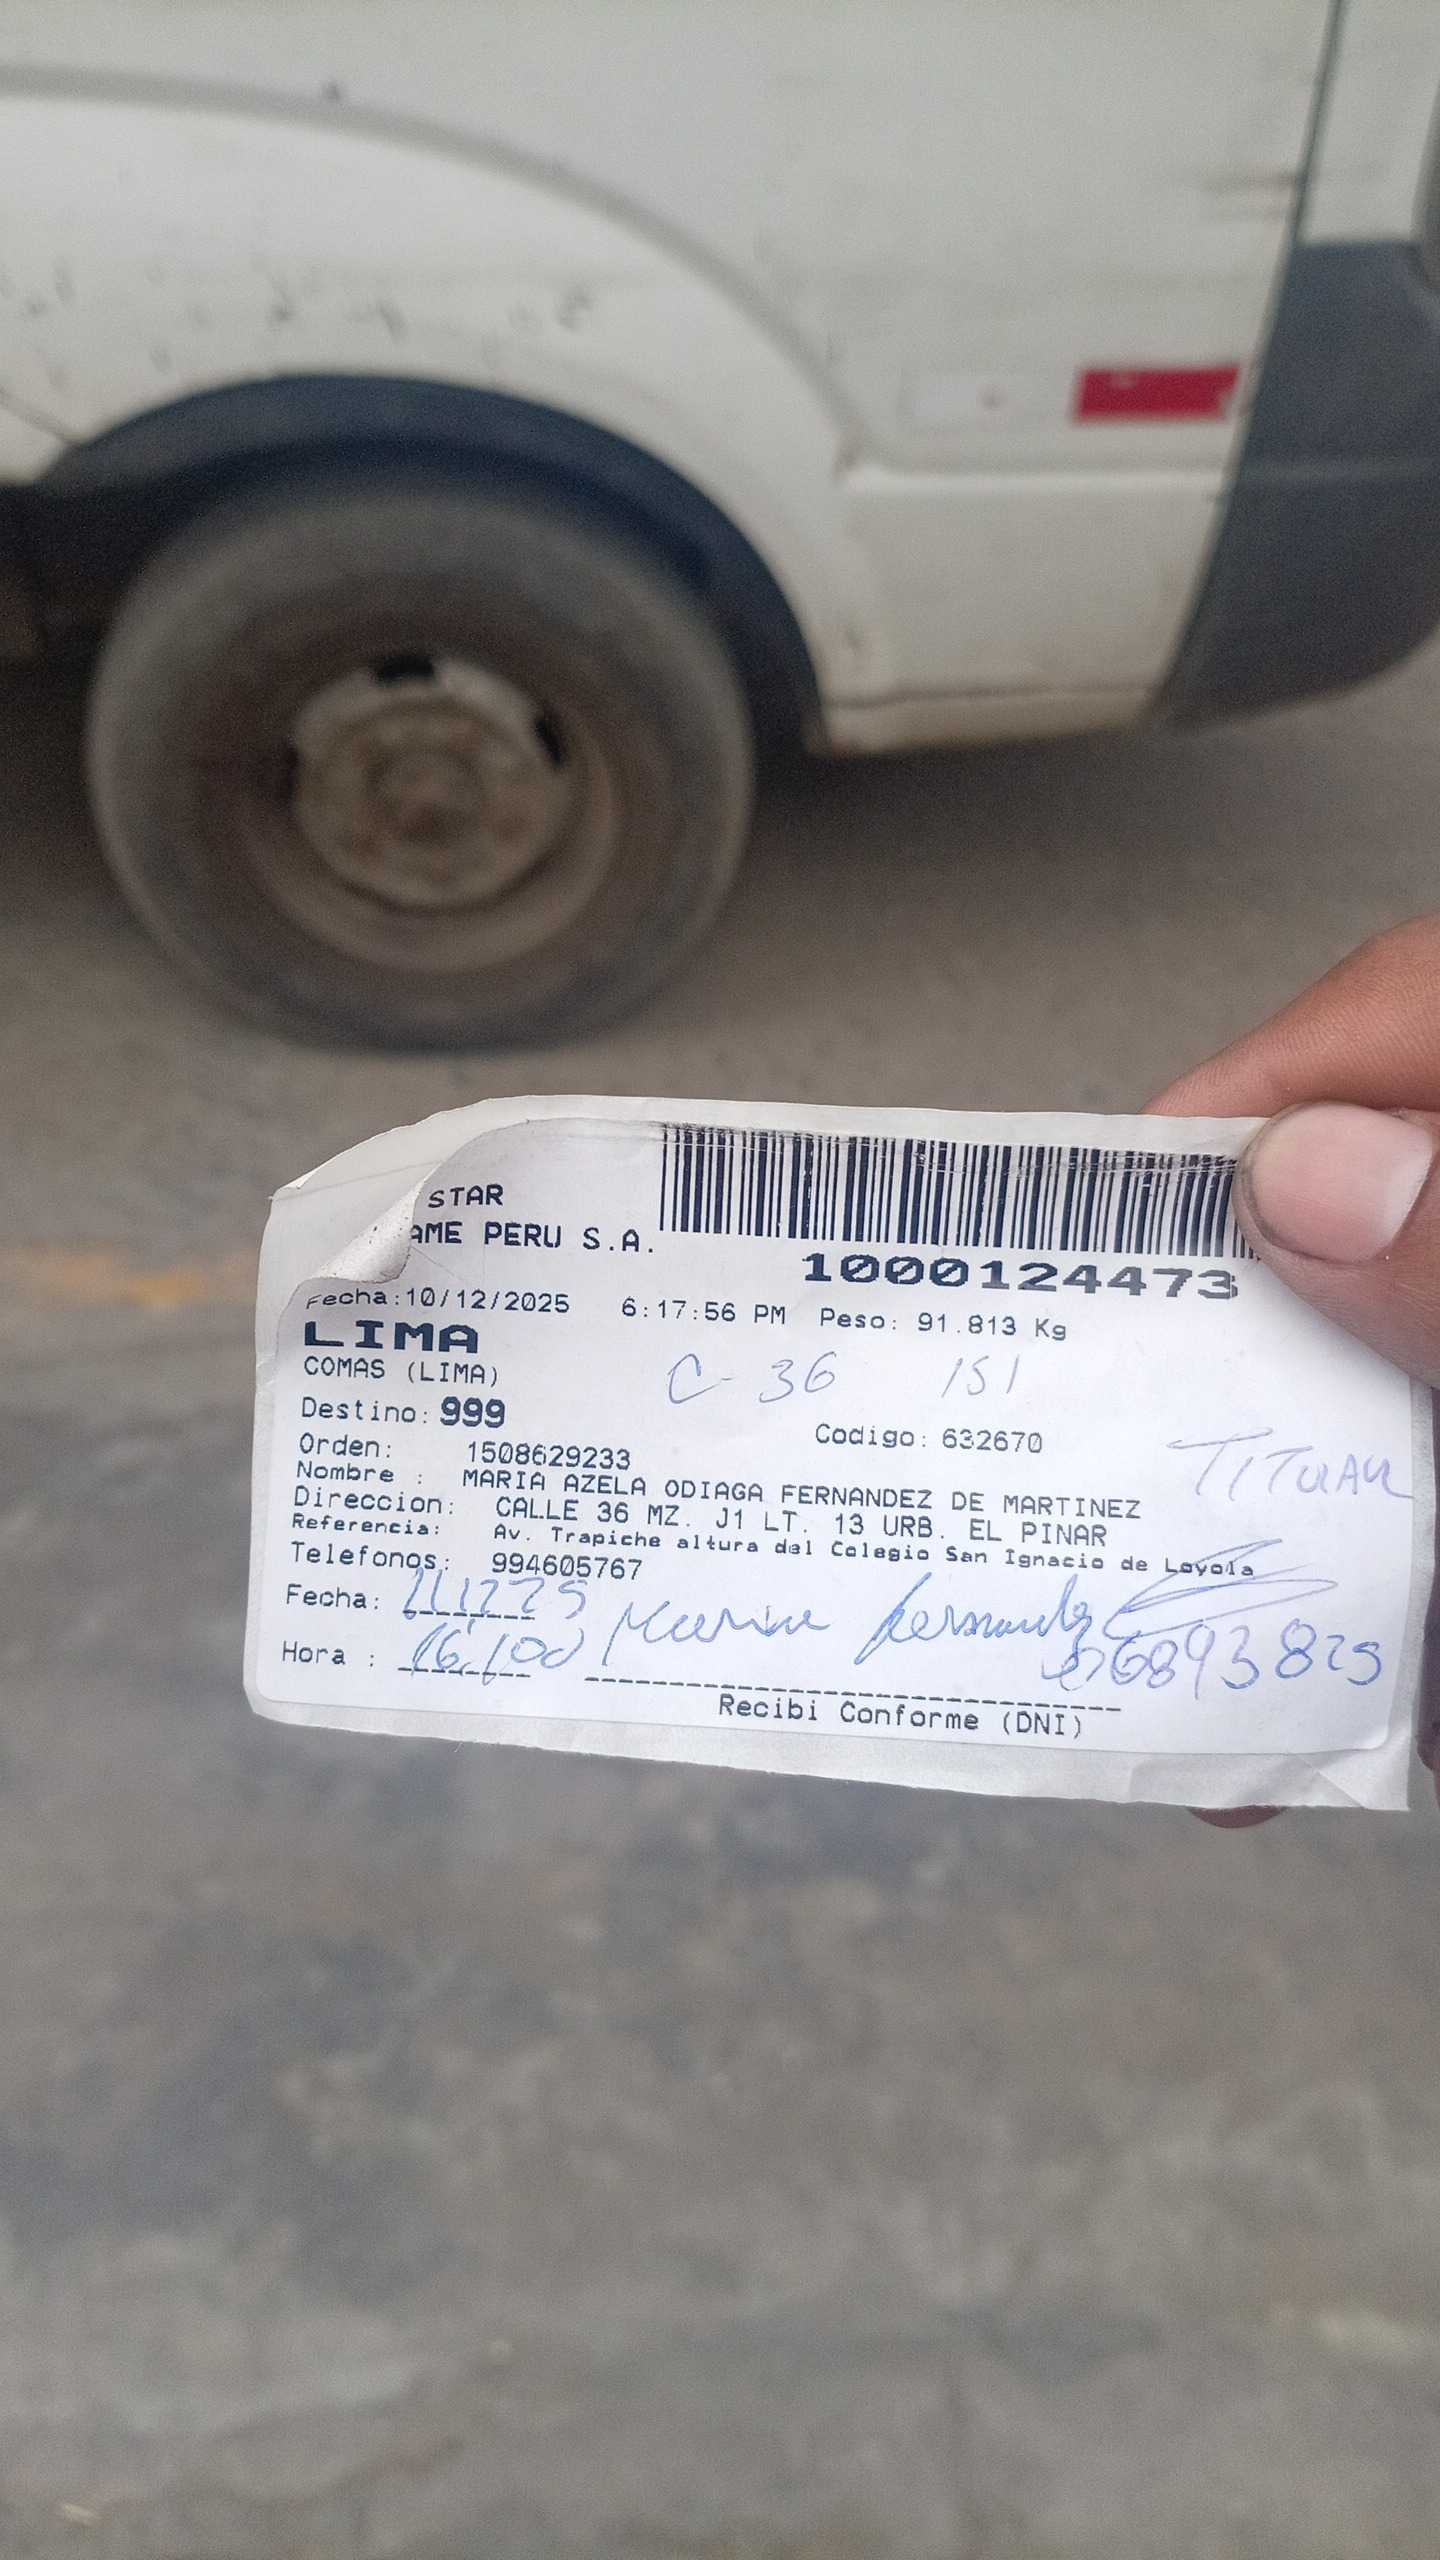 STAR
AME PERU S.A.
1000124473
Fecha:10/12/2025 6:17:56 PM Peso: 91.813 Kg
LIMA
COMAS (LIMA)
C-36 151
Destino: 999
Codigo: 632670
TITULAR
Orden: 1508629233
Nombre : MARIA AZELA ODIAGA FERNANDEZ DE MARTINEZ
Direccion: CALLE 36 MZ. J1 LT. 13 URB. EL PINAR
Referencia: Av. Trapiche altura del Colegio San Ignacio de Loyola
Telefonos: 994605767
Fecha:
Hora :
Recibi Conforme (DNI)